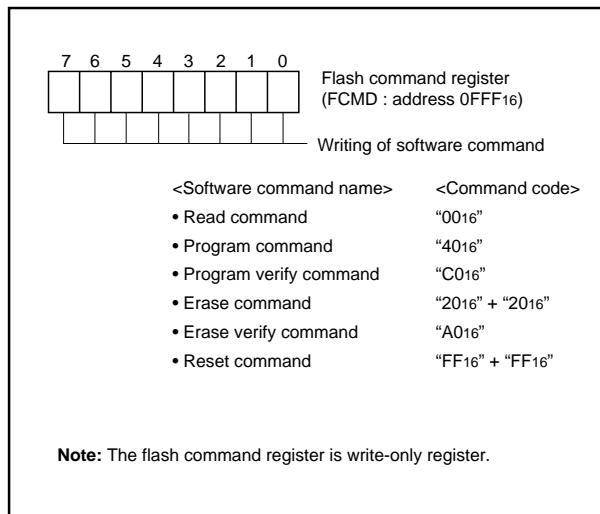 7 6 5 4 3 2 1 0
Flash command register
(FCMD : address 0FFF16)
Writing of software command
<Software command name> <Command code>
• Read command “0016”
• Program command “4016”
• Program verify command “C016”
• Erase command “2016” + “2016”
• Erase verify command “A016”
• Reset command “FF16” + “FF16”
Note: The flash command register is write-only register.